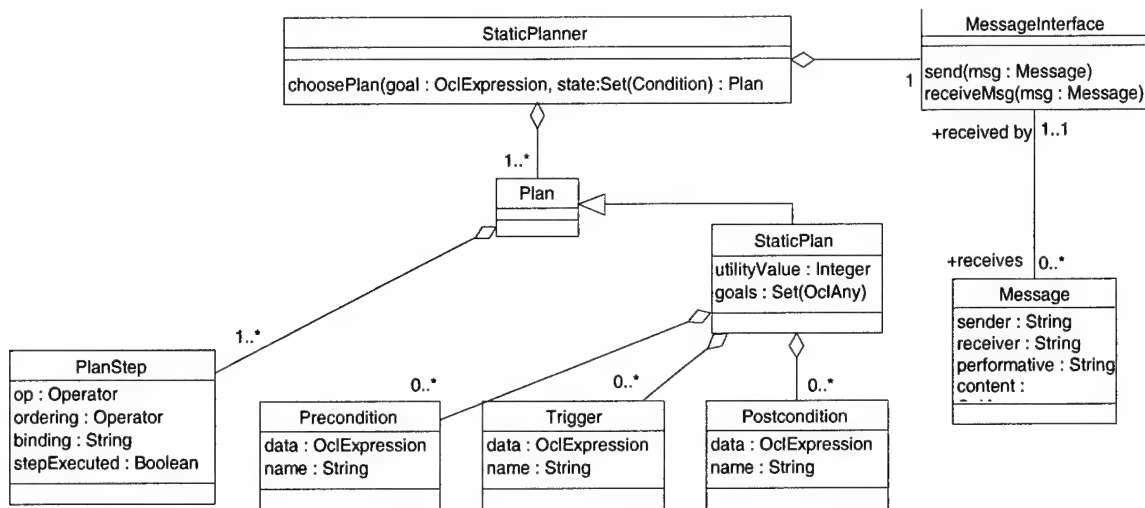 StaticPlanner
choosePlan(goal : OclExpression, state:Set(Condition) : Plan
MessageInterface
send(msg : Message)
receiveMsg(msg : Message)
1
+received by 1..1
1..*
Plan
StaticPlan
utilityValue : Integer
goals : Set(OclAny)
+receives 0..*
Message
sender : String
receiver : String
performative : String
content :
1..*
PlanStep
op : Operator
ordering : Operator
binding : String
stepExecuted : Boolean
0..*
Precondition
data : OclExpression
name : String
0..*
Trigger
data : OclExpression
name : String
0..*
Postcondition
data : OclExpression
name : String